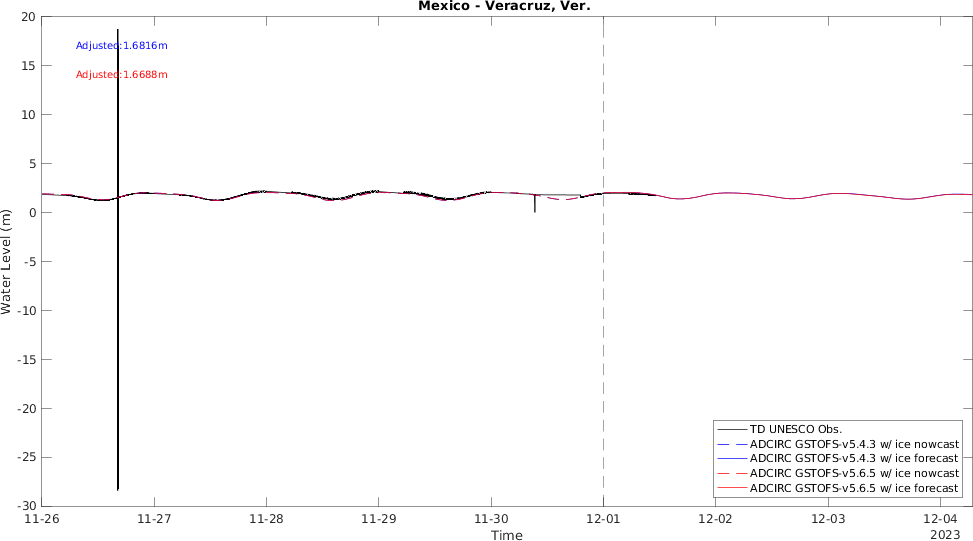 Mexico - Veracruz, Ver.
20
15
10
5
0
-5
-10
-15
-20
-25
-30
Water Level (m)
Adjusted:1.6816m
Adjusted:1.6688m
TD UNESCO Obs.
ADCIRC GSTOFS-v5.4.3 w/ ice nowcast
ADCIRC GSTOFS-v5.4.3 w/ ice forecast
ADCIRC GSTOFS-v5.6.5 w/ ice nowcast
ADCIRC GSTOFS-v5.6.5 w/ ice forecast
11-26 11-27 11-28 11-29 11-30 12-01 12-02 12-03 12-04
Time
2023